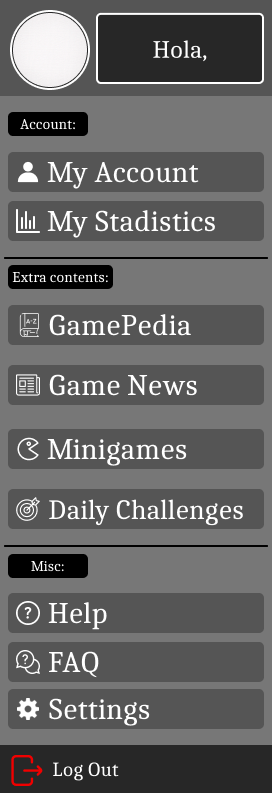 Hola,
Account:
My Account
My Stadistics
Extra contents:
GamePedia
Game News
Minigames
Daily Challenges
Misc:
Help
FAQ
Settings
Log Out